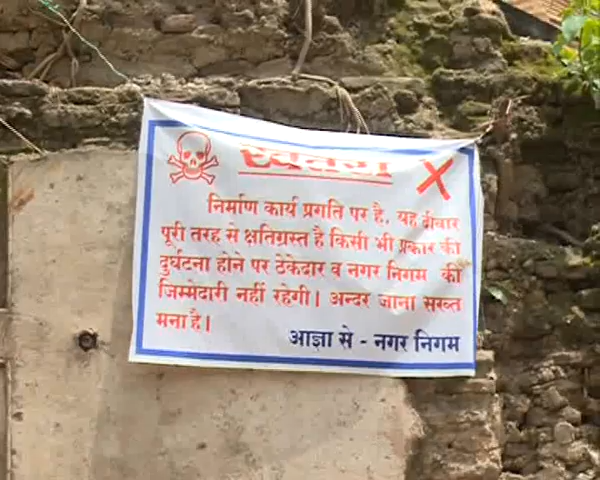 खतरा
निर्माण कार्य प्रगति पर है, यह दीवार
पूरी तरह से क्षतिग्रस्त है किसी भी प्रकार की
दुर्घटना होने पर ठेकेदार व नगर निगम की
जिम्मेदारी नहीं रहेगी। अन्दर जाना सख्त
मना है।
आज्ञा से - नगर निगम